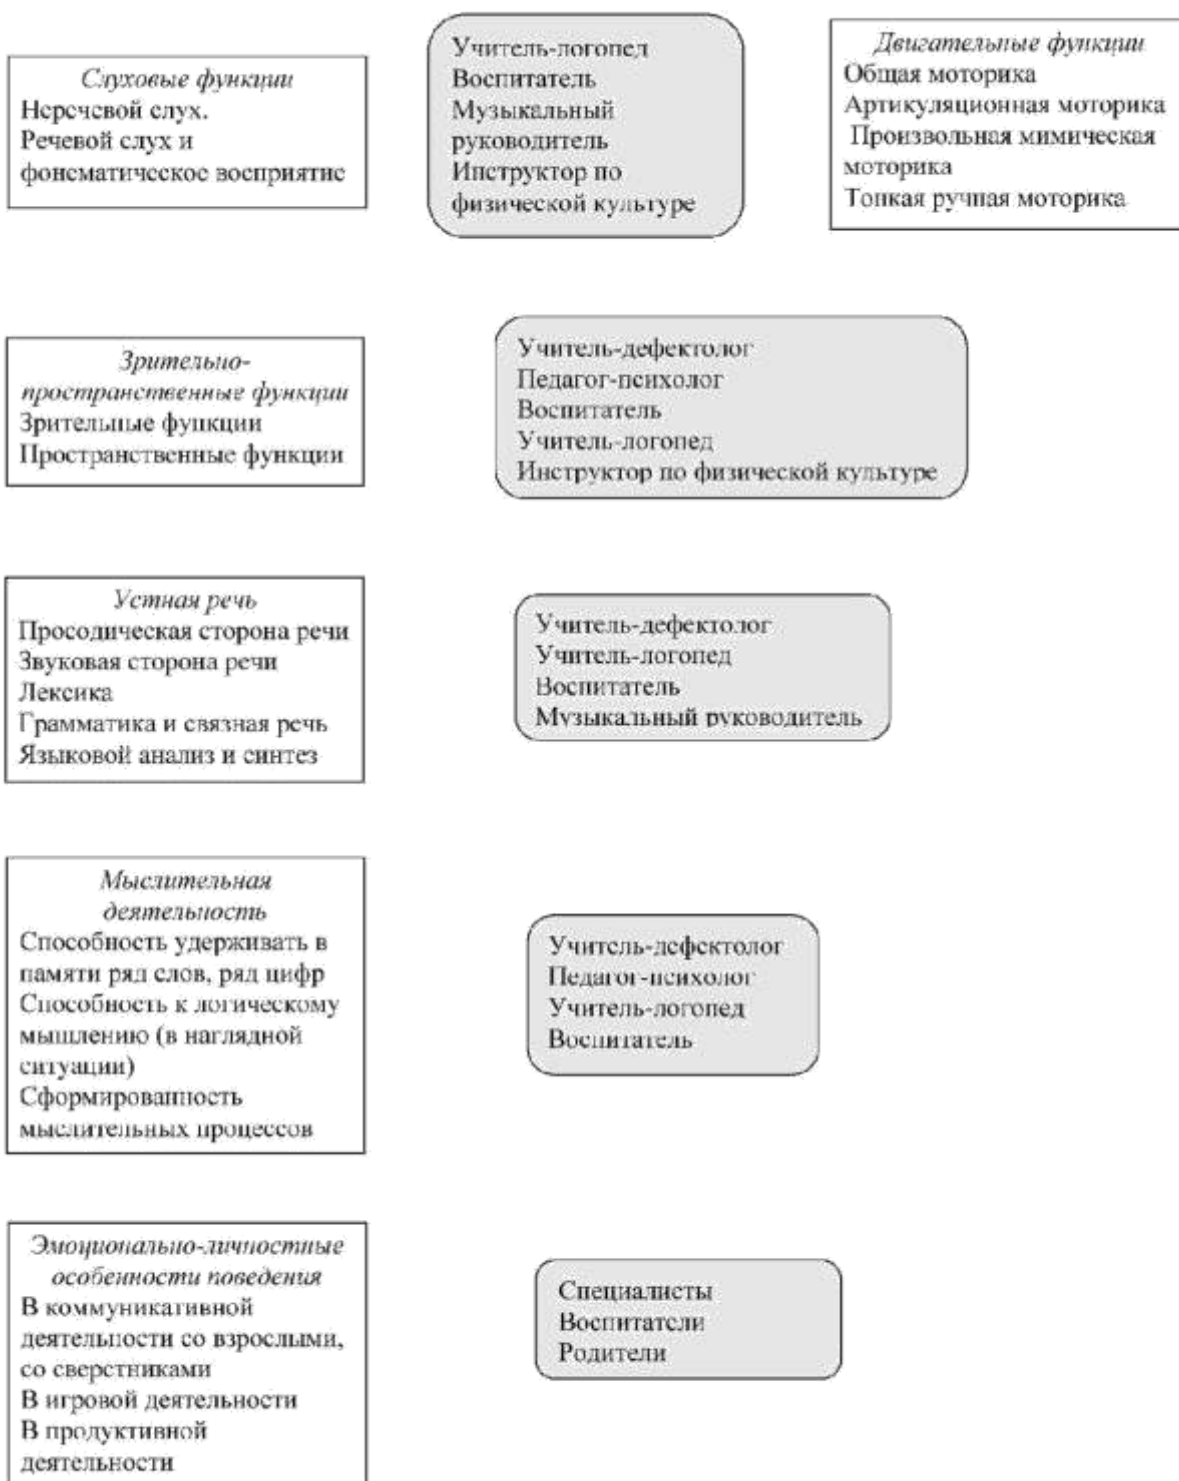 Слуховые функции
Неречевой слух.
Речевой слух и
фонематическое восприятие
Учитель-логопед
Воспитатель
Музыкальный
руководитель
Инструктор по
физической культуре
Двигательные функции
Общая моторика
Артикуляционная моторика
Произвольная мимическая
моторика
Тонкая ручная моторика
Зрительно-
пространственные функции
Зрительные функции
Пространственные функции
Учитель-дефектолог
Педагог-психолог
Воспитатель
Учитель-логопед
Инструктор по физической культуре
Устная речь
Просодическая сторона речи
Звуковая сторона речи
Лексика
Грамматика и связная речь
Языковой анализ и синтез
Учитель-дефектолог
Учитель-логопед
Воспитатель
Музыкальный руководитель
Мыслительная
деятельность
Способность удерживать в
памяти ряд слов, ряд цифр
Способность к логическому
мышлению (в наглядной
ситуации)
Сформированность
мыслительных процессов
Учитель-дефектолог
Педагог-психолог
Учитель-логопед
Воспитатель
Эмоционально-личностные
особенности поведения
В коммуникативной
деятельности со взрослыми,
со сверстниками
В игровой деятельности
В продуктивной
деятельности
Специалисты
Воспитатели
Родители